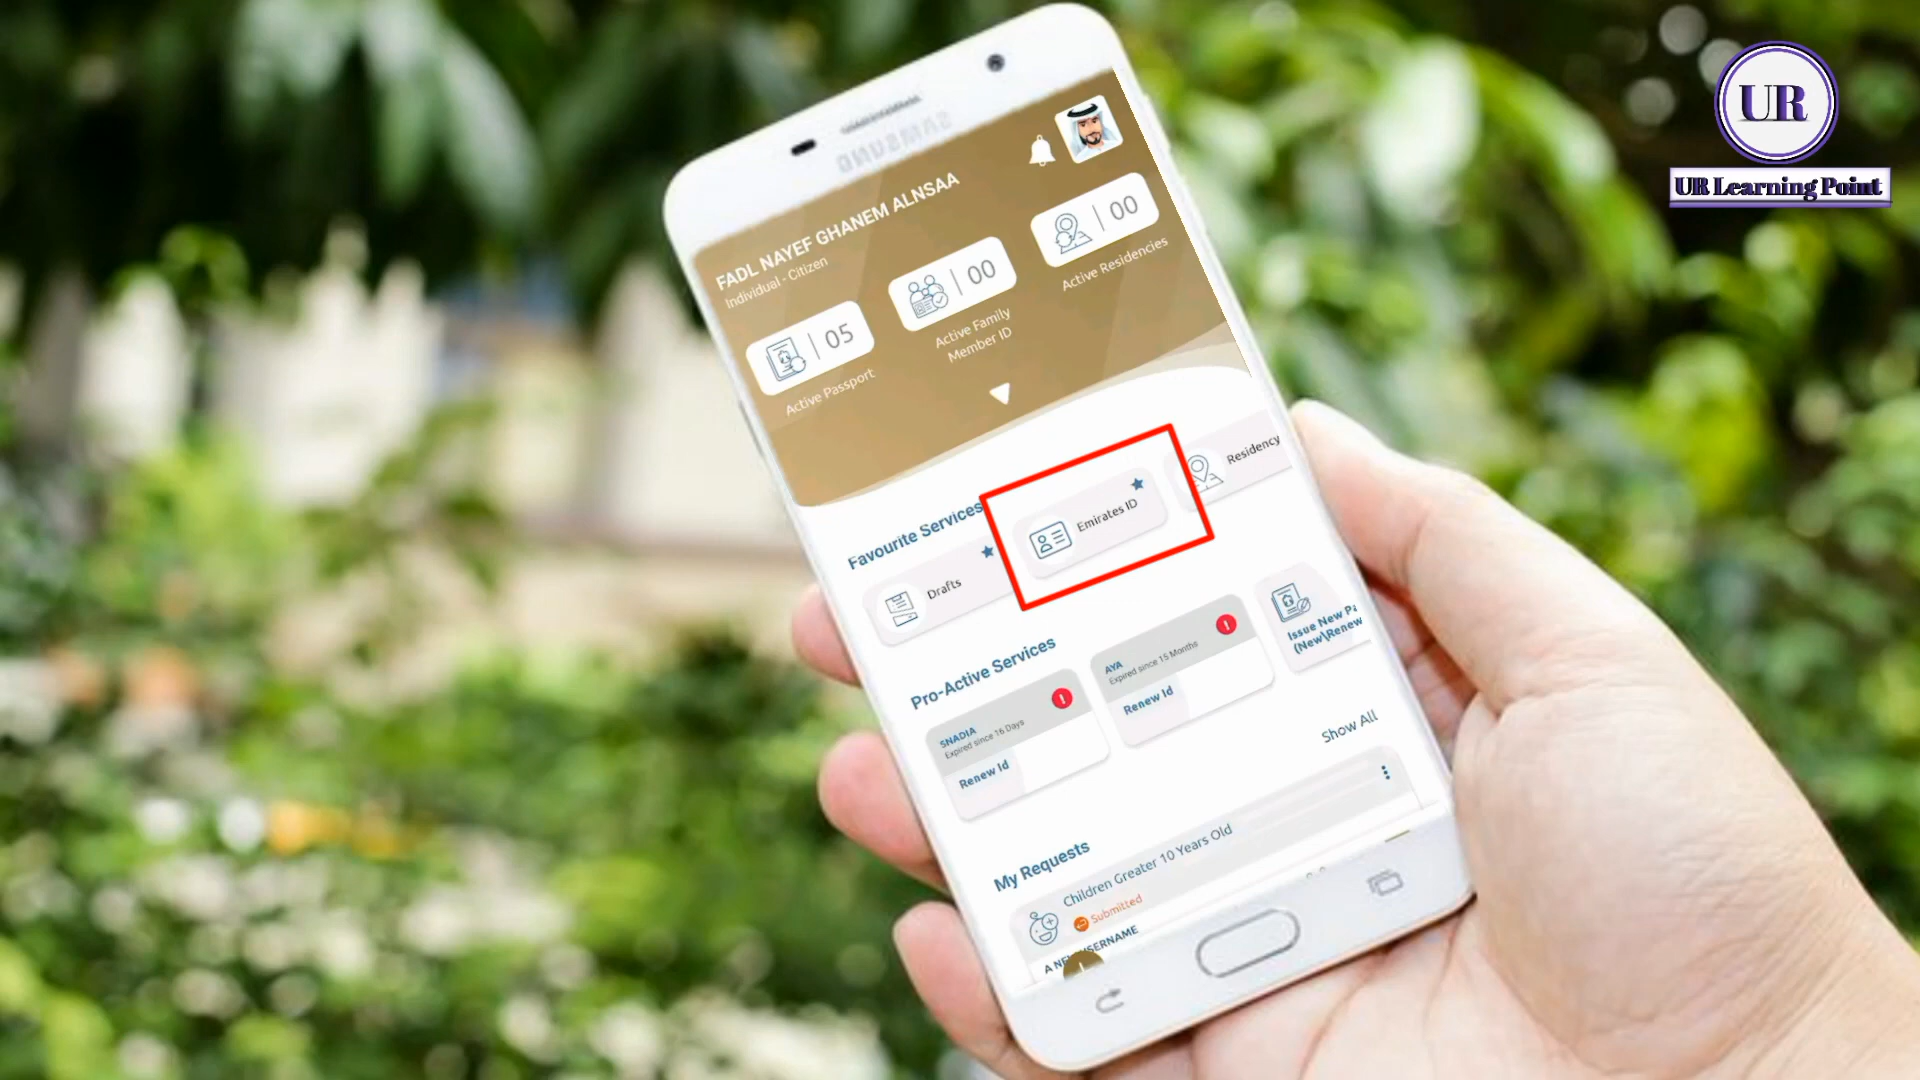 UR
UR Learning Point
SAMSUNG
FADL NAYEF GHANEM ALNSAA
Individual - Citizen
05
Active Passport
00
Active Family
Member ID
00
Active Residencies
Favourite Services
Drafts
Emirates ID
Residency
Pro-Active Services
SNADIA
Expired since 16 Days
Renew Id
AYA
Expired since 15 Months
Renew Id
Issue New Pa
(New\Renew
Show All
My Requests
Children Greater 10 Years Old
Submitted